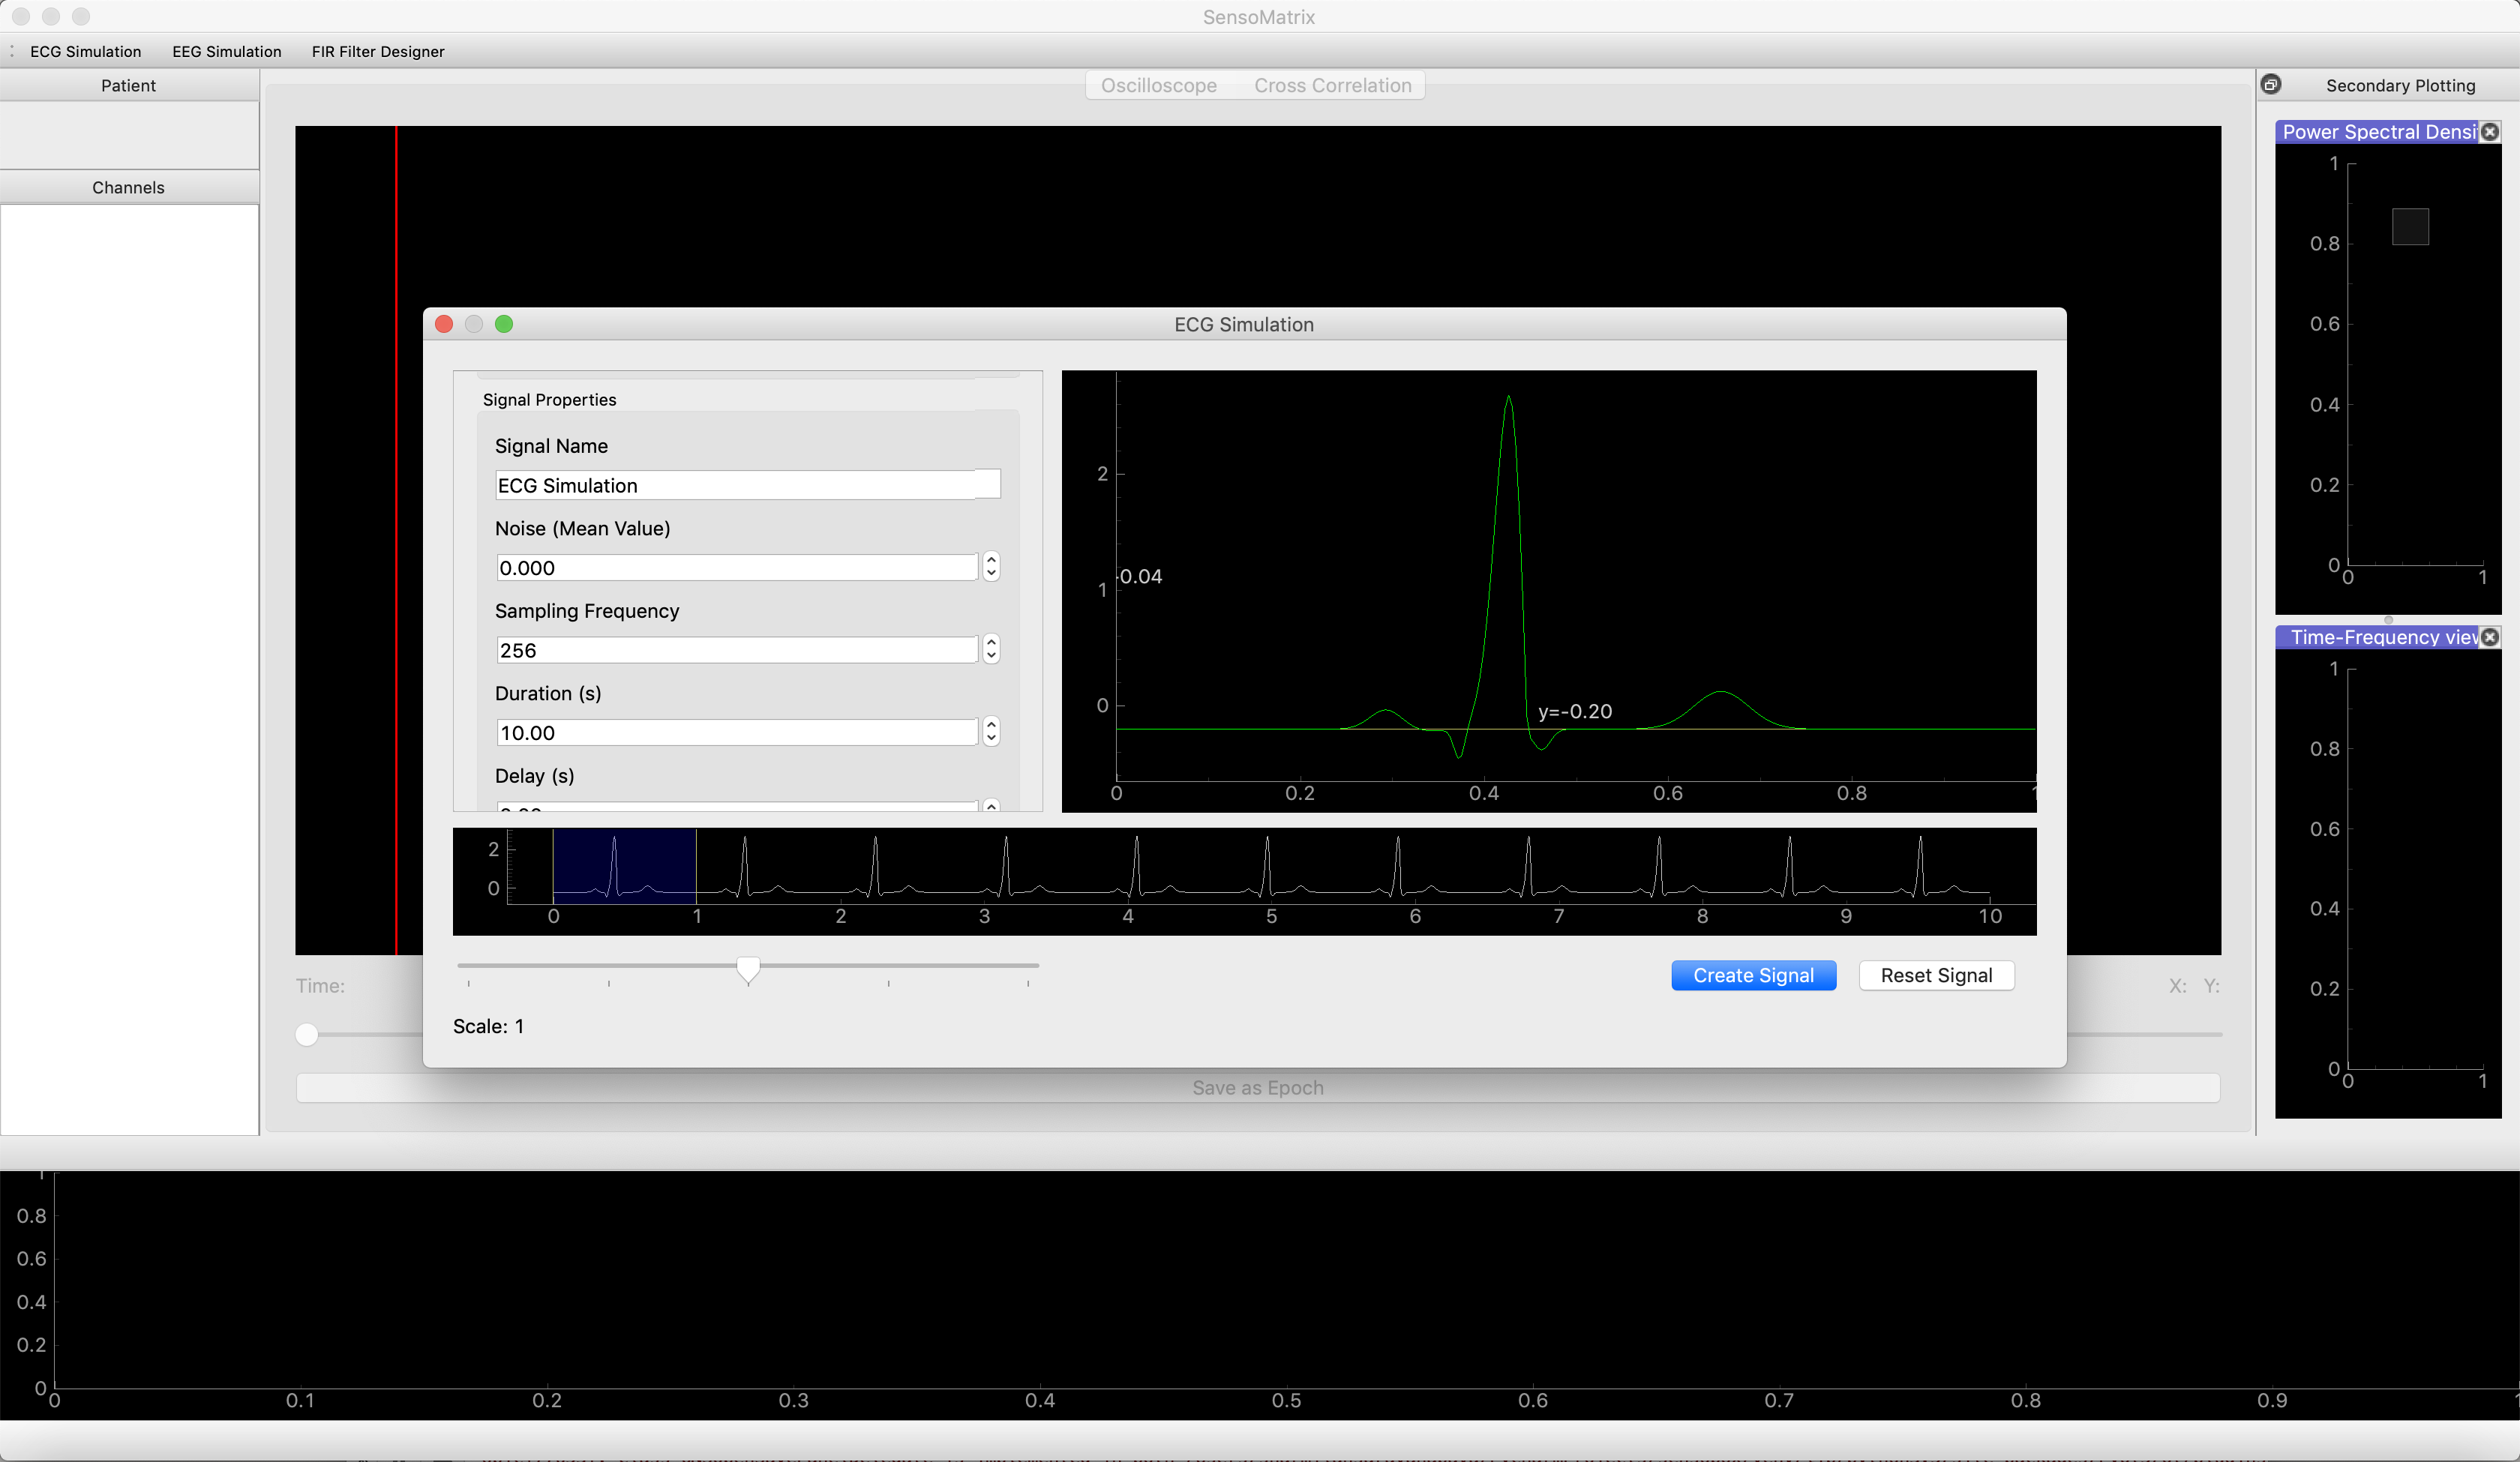 SensoMatrix
ECG Simulation EEG Simulation FIR Filter Designer
Patient
Oscilloscope Cross Correlation
Secondary Plotting
Channels
Power Spectral Densi
1
0.8
0.6
0.4
0.2
0
0 1
Time-Frequency view
1
0.8
0.6
0.4
0.2
0
0 1
ECG Simulation
Signal Properties
Signal Name
ECG Simulation
Noise (Mean Value)
0.000
Sampling Frequency
256
Duration (s)
10.00
Delay (s)
2
-0.04
1
0
y=-0.20
0 0.2 0.4 0.6 0.8 1
2
0
0 1 2 3 4 5 6 7 8 9 10
Create Signal Reset Signal
Scale: 1
Time:
X: Y:
Save as Epoch
1
0.8
0.6
0.4
0.2
0
0 0.1 0.2 0.3 0.4 0.5 0.6 0.7 0.8 0.9